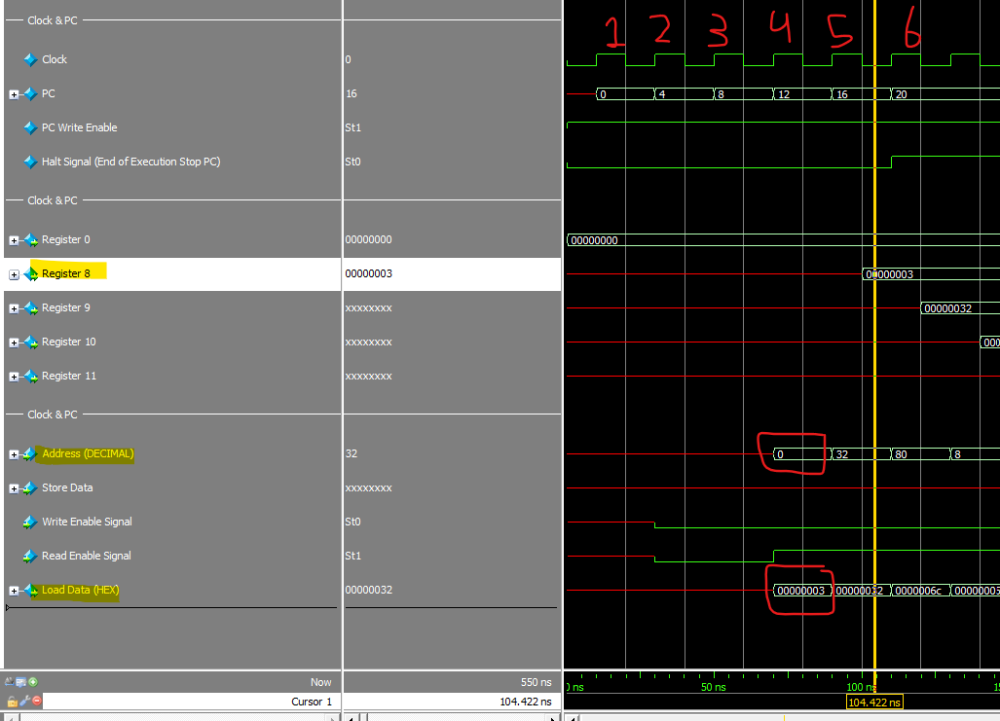 Clock & PC 1 2 3 4 5 6
Clock 0
PC 16 0 4 8 12 16 20
PC Write Enable St1
Halt Signal (End of Execution Stop PC) St0
Clock & PC
Register 0 00000000 00000000
Register 8 00000003 00000003
Register 9 xxxxxxxx 00000032
Register 10 xxxxxxxx 000
Register 11 xxxxxxxx
Clock & PC
Address (DECIMAL) 32 0 32 80 8
Store Data xxxxxxxx
Write Enable Signal St0
Read Enable Signal St1
Load Data (HEX) 00000032 00000003 00000032 0000006c
Now 550 ns 50 ns 100 ns
Cursor 1 104.422 ns 104.422 ns